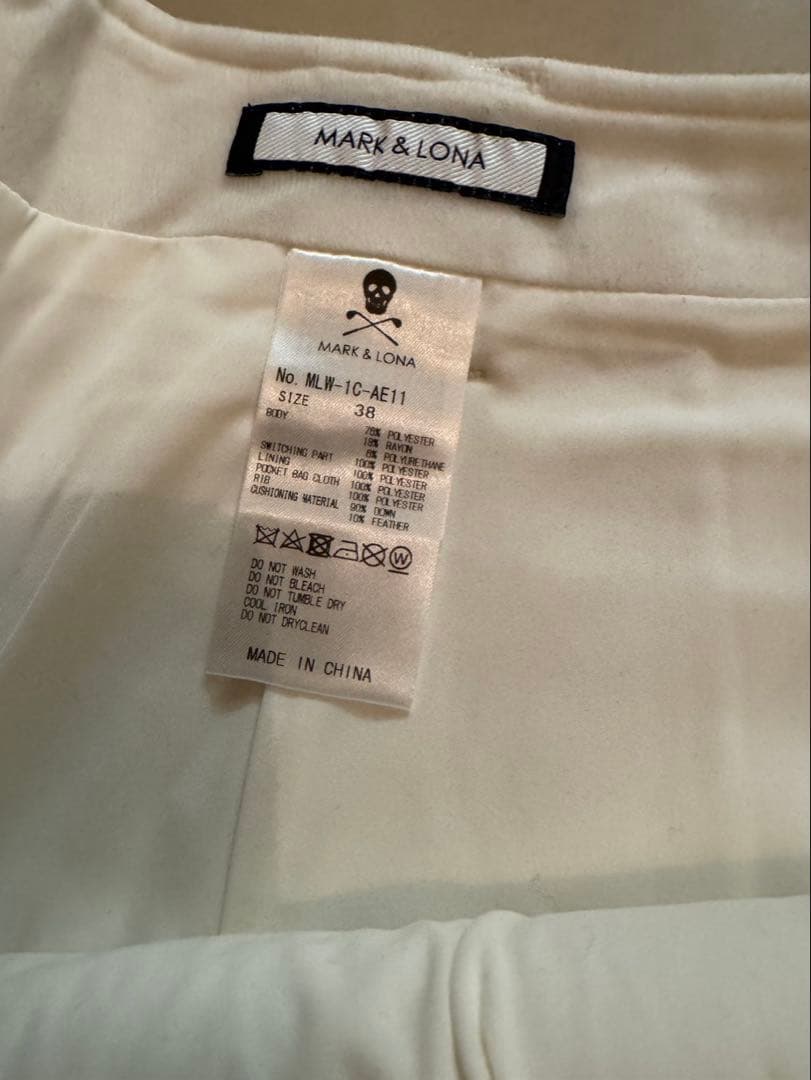 MARK & LONA
MARK & LONA
No. MLW-1C-AE11
SIZE 38
BODY 76% POLYESTER
18% RAYON
6% POLYURETHANE
SWITCHING PART 100% POLYESTER
LINING 100% POLYESTER
POCKET BAG CLOTH 100% POLYESTER
RIB 100% POLYESTER
CUSHIONING MATERIAL 90% DOWN
10% FEATHER
W
DO NOT WASH
DO NOT BLEACH
DO NOT TUMBLE DRY
COOL IRON
DO NOT DRYCLEAN
MADE IN CHINA